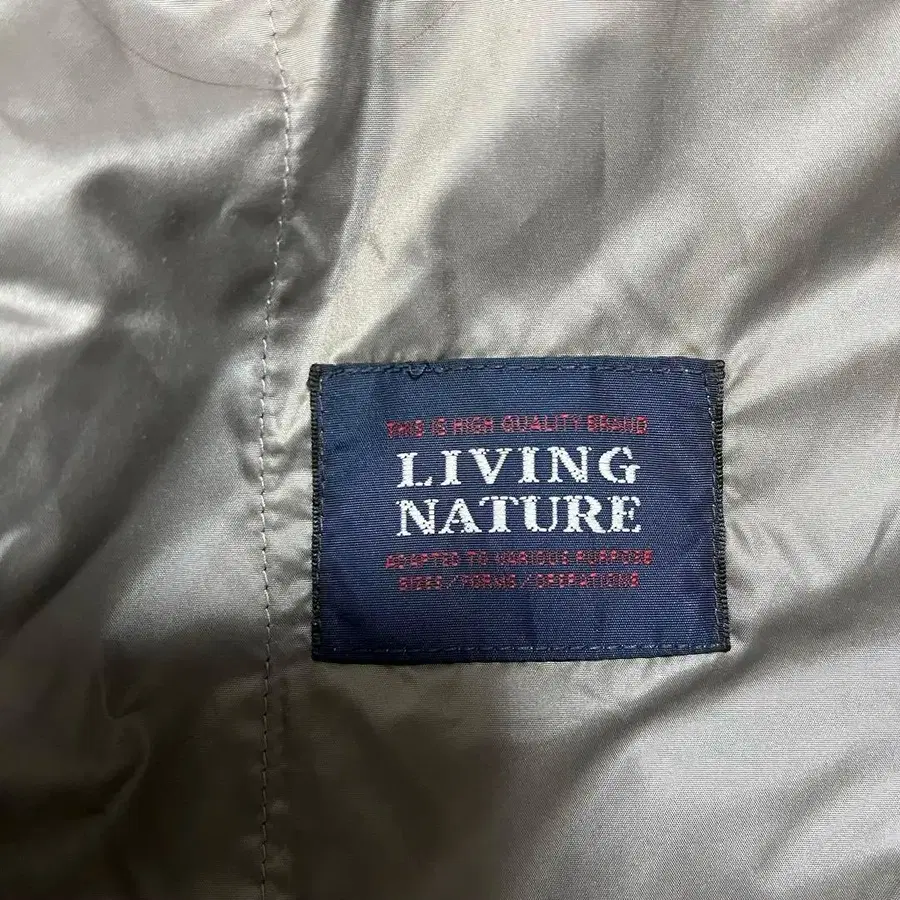 THIS IS HIGH QUALITY BRAND
LIVING
NATURE
ADAPTED TO VARIOUS PURPOSE
SIZES / FORMS / OPERATIONS